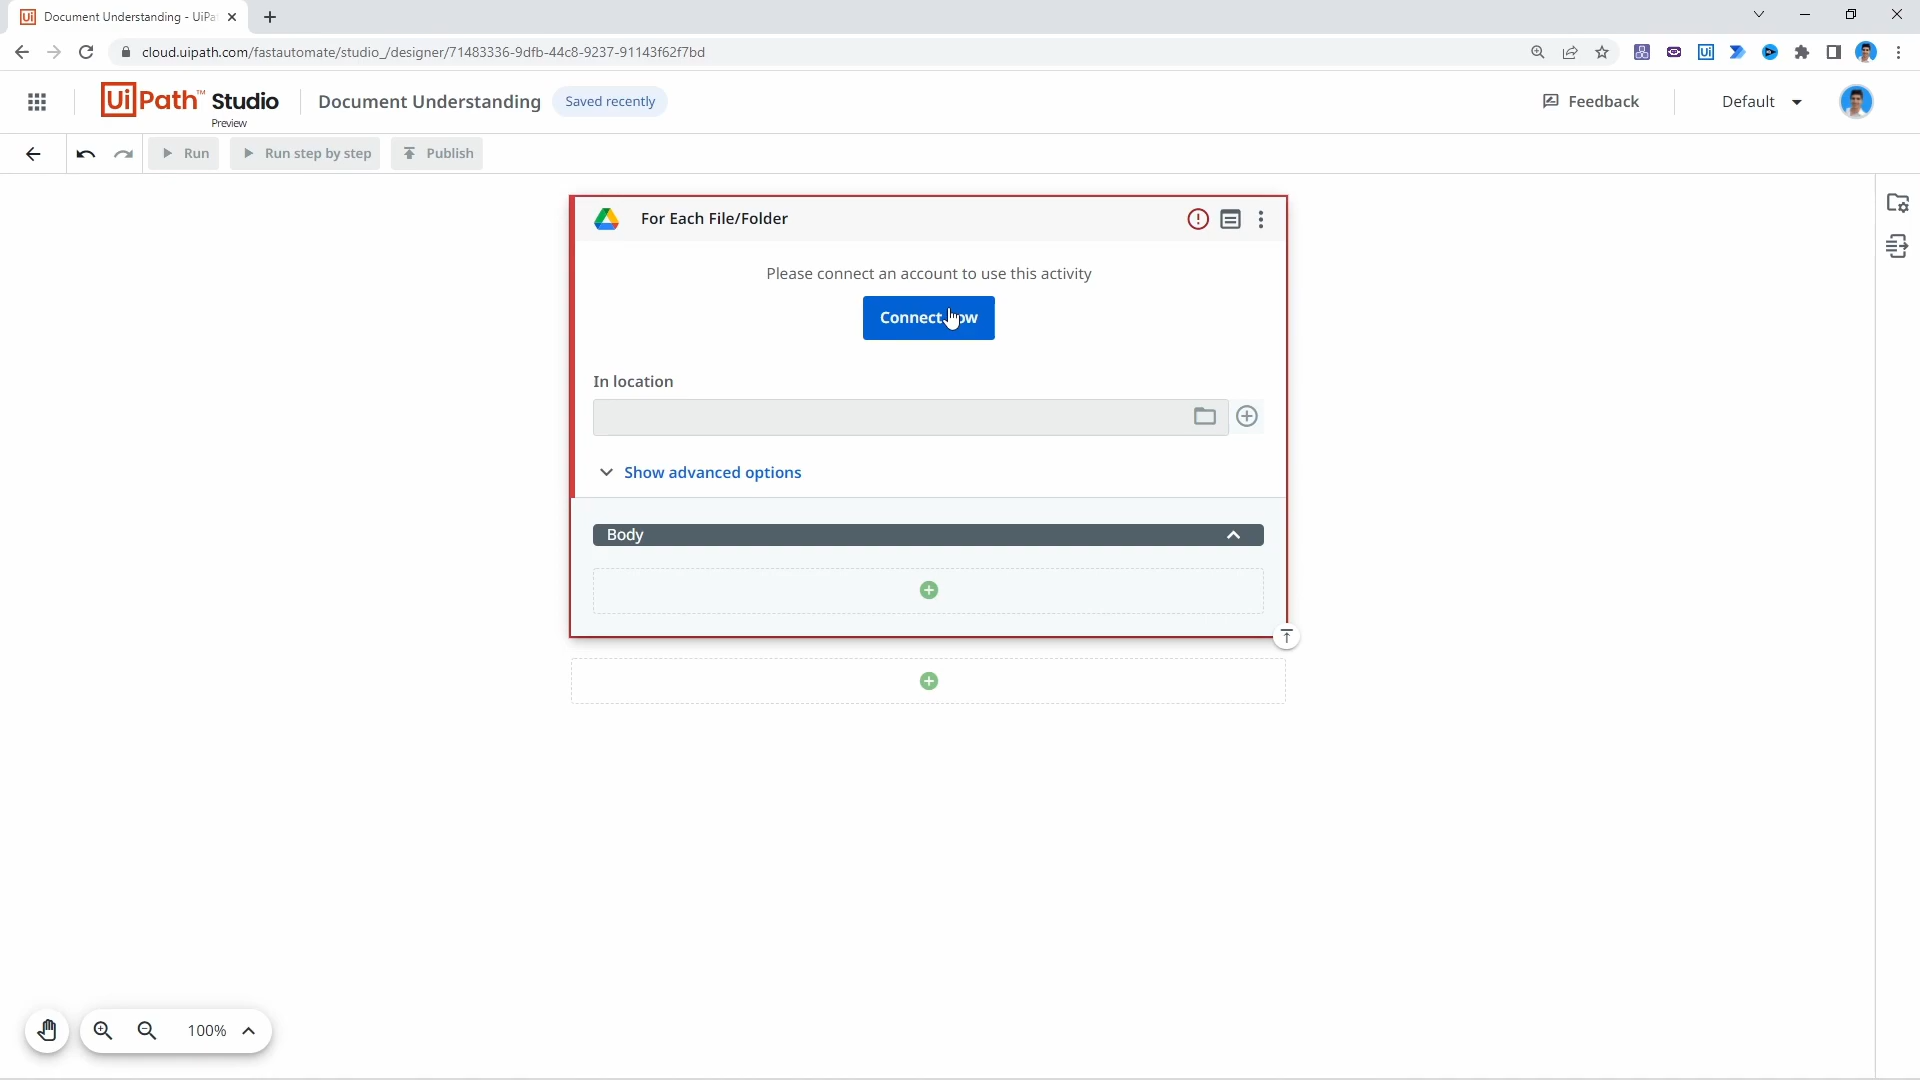 Document Understanding - UiPa
cloud.uipath.com/fastautomate/studio_/designer/71483336-9dfb-44c8-9237-91143f62f7bd
UiPath™ Studio
Preview
Document Understanding
Saved recently
Feedback
Default
Run
Run step by step
Publish
For Each File/Folder
Please connect an account to use this activity
Connect
In location
Show advanced options
Body
100%